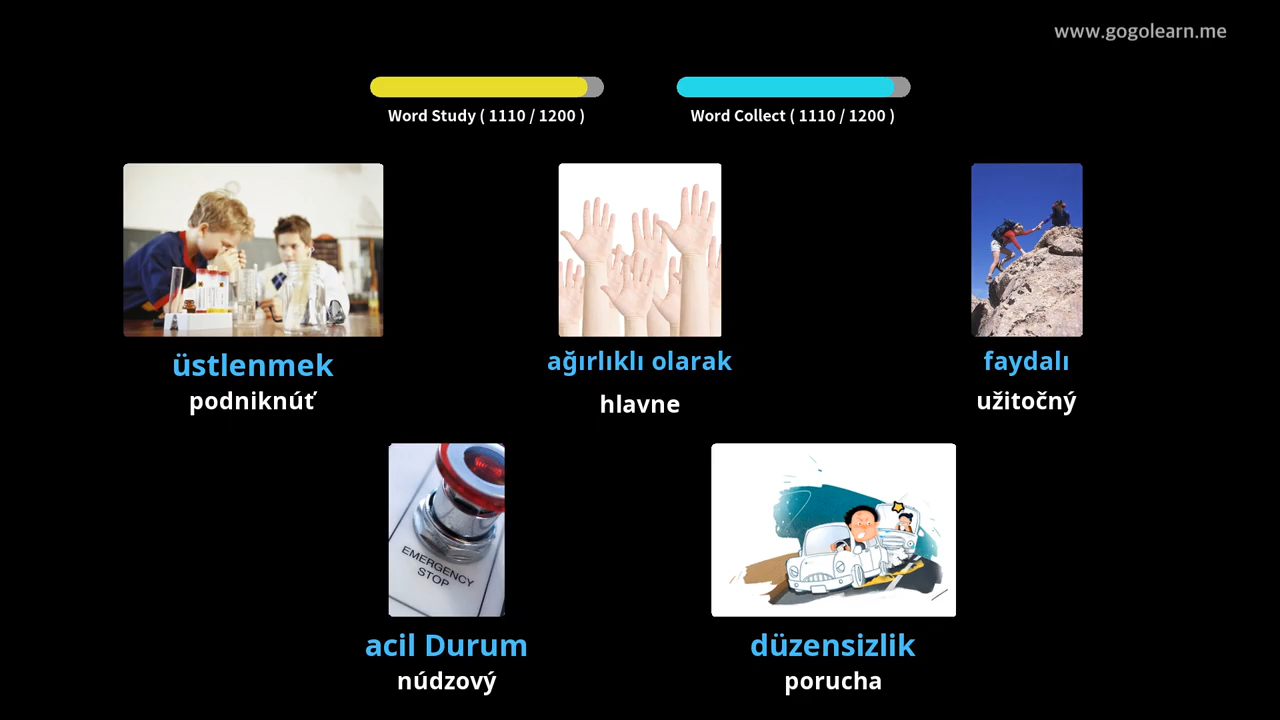 www.gogolearn.me
Word Study ( 1110 / 1200 )
Word Collect ( 1110 / 1200 )
üstlenmek
podniknúť
ağırlıklı olarak
hlavne
faydalı
užitočný
EMERGENCY
STOP
acil Durum
núdzový
düzensizlik
porucha